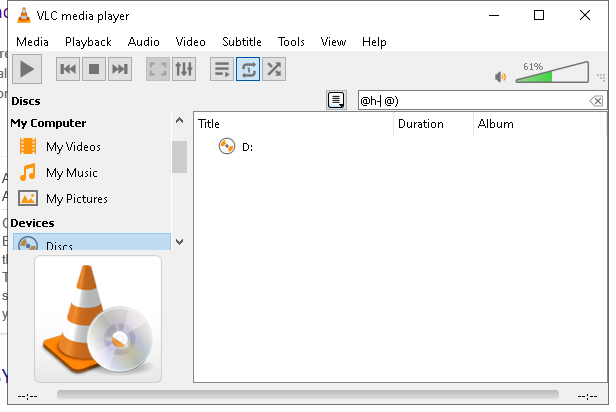 VLC media player
Media Playback Audio Video Subtitle Tools View Help
61%
Discs
@h┤@)
My Computer
Title Duration Album
My Videos
D:
My Music
My Pictures
Devices
Discs
--:-- --:--